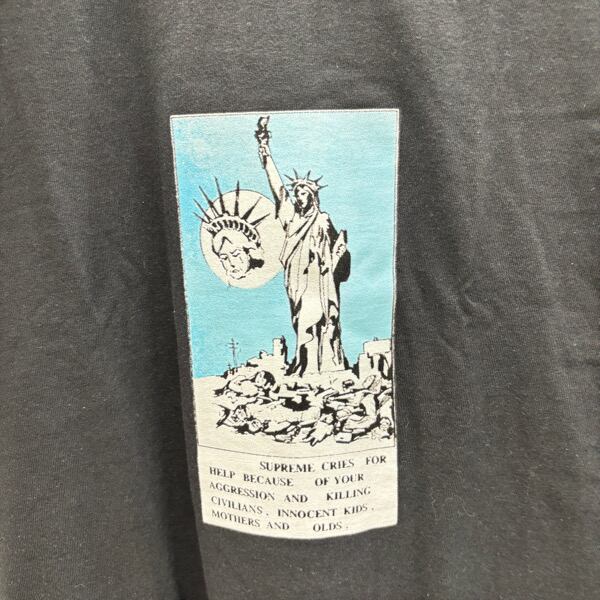 SUPREME CRIES FOR
HELP BECAUSE OF YOUR
AGGRESSION AND KILLING
CIVILIANS, INNOCENT KIDS,
MOTHERS AND OLDS.